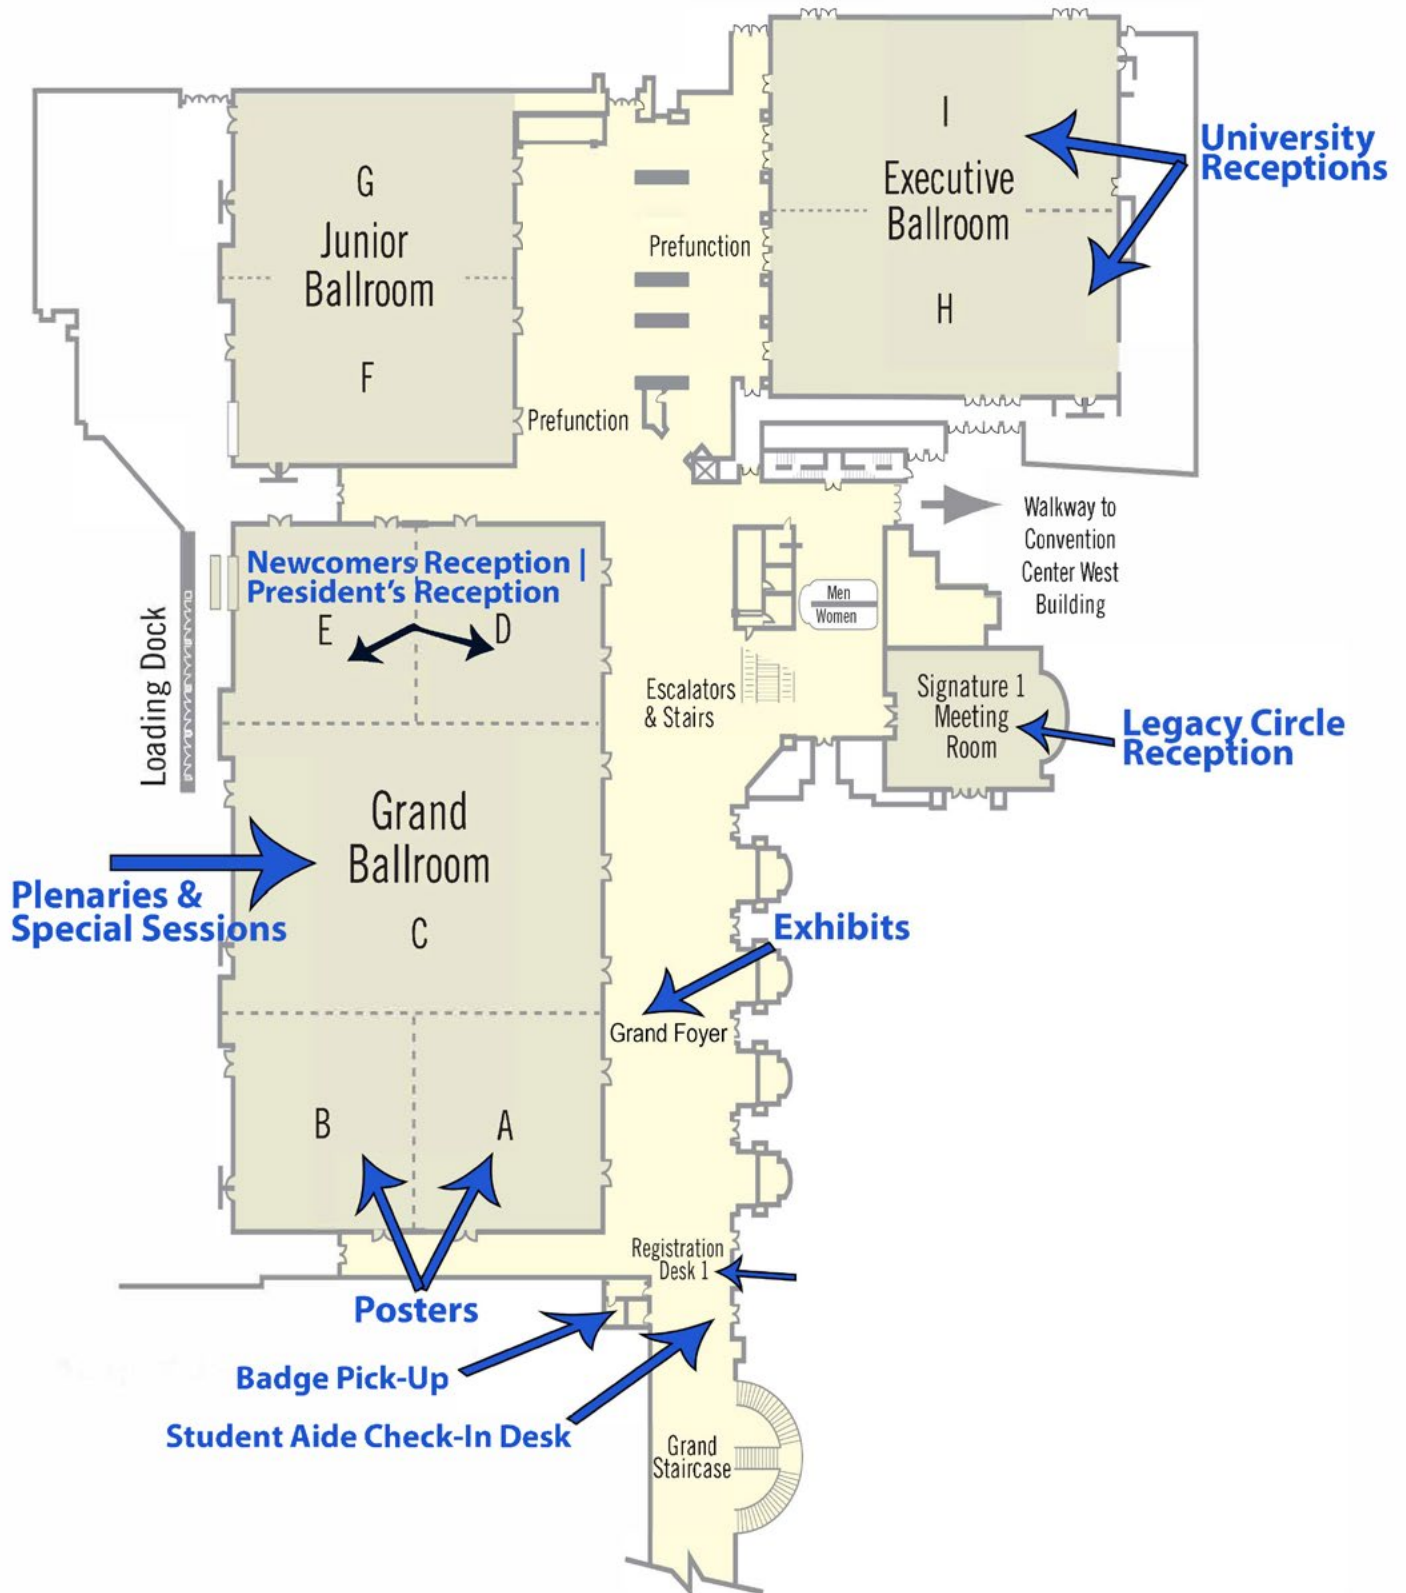 I
Executive
Ballroom
H
University
Receptions
G
Junior
Ballroom
F
Prefunction
Prefunction
Walkway to
Convention
Center West
Building
Newcomers Reception |
President's Reception
E
D
Men
Women
Loading Dock
Escalators
& Stairs
Signature 1
Meeting
Room
Legacy Circle
Reception
Grand
Ballroom
C
Plenaries &
Special Sessions
Exhibits
Grand Foyer
B
A
Registration
Desk 1
Posters
Badge Pick-Up
Student Aide Check-In Desk
Grand
Staircase